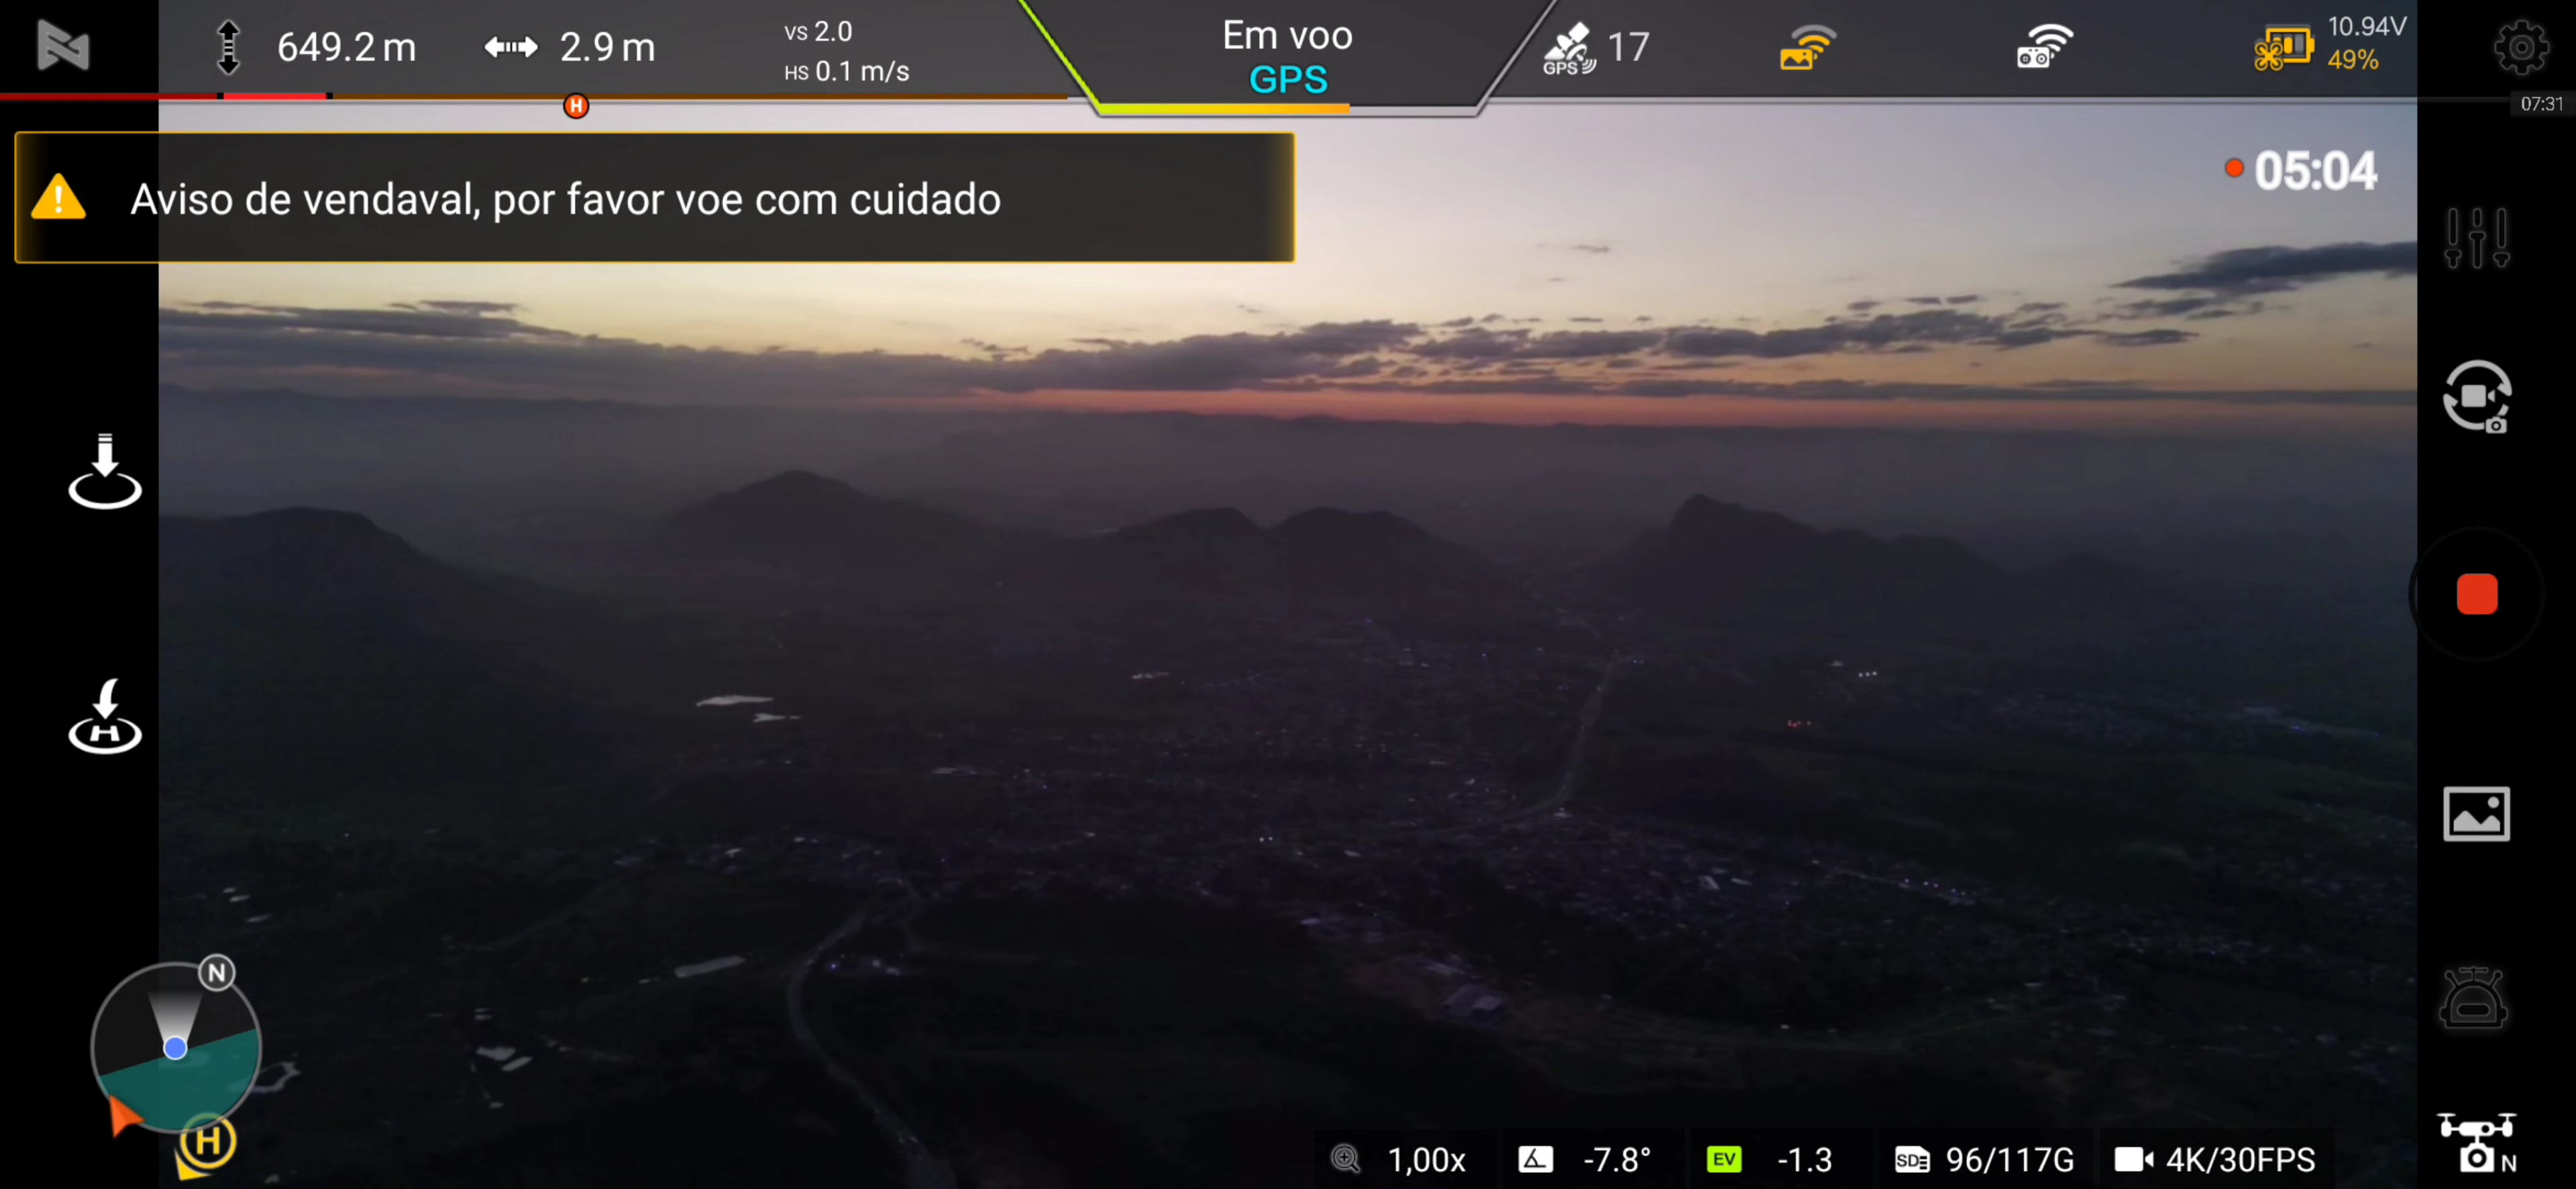 649.2 m
2.9 m
VS 2.0
HS 0.1 m/s
Em voo
GPS
GPS
17
10.94V
49%
07:31
H
Aviso de vendaval, por favor voe com cuidado
05:04
H
N
H
1,00x
-7.8°
EV
-1.3
SD
96/117G
4K/30FPS
N